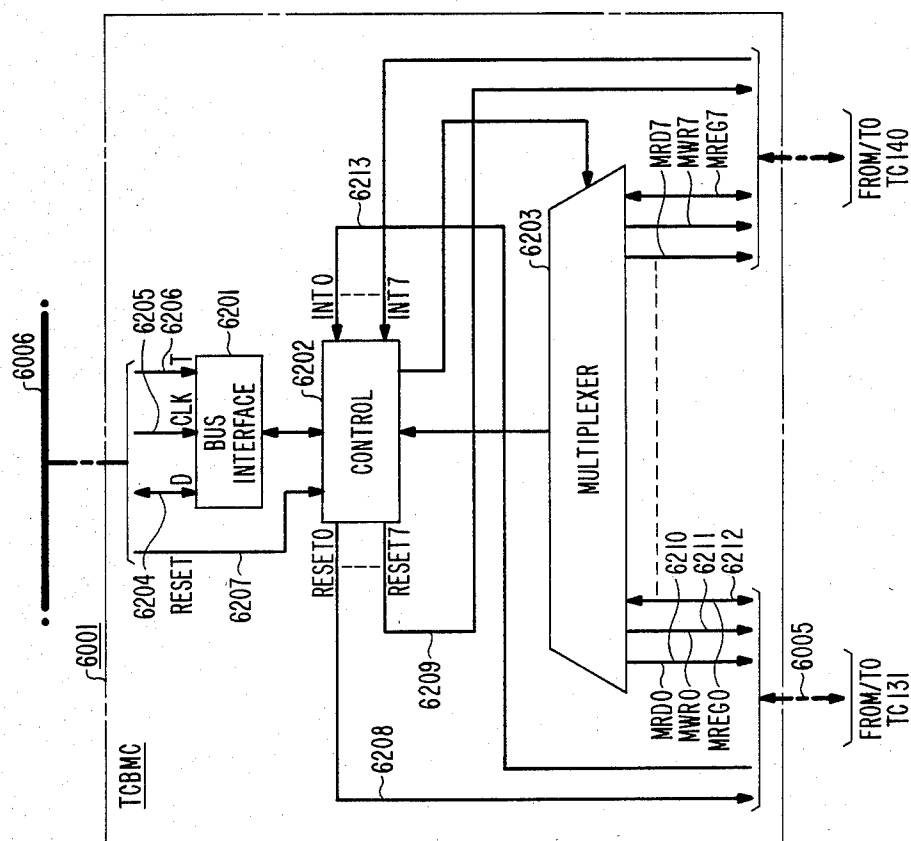 6006
6001
TCBMC
6204
6205
6206
6201
D
CLK
T
BUS
INTERFACE
RESET
6207
6202
CONTROL
INT0
INT7
6213
RESET0
RESET7
6208
6209
6203
MULTIPLEXER
MRD0
MWR0
MREG0
6210
6211
6212
MRD7
MWR7
MREG7
6005
FROM/TO
TC131
FROM/TO
TC140